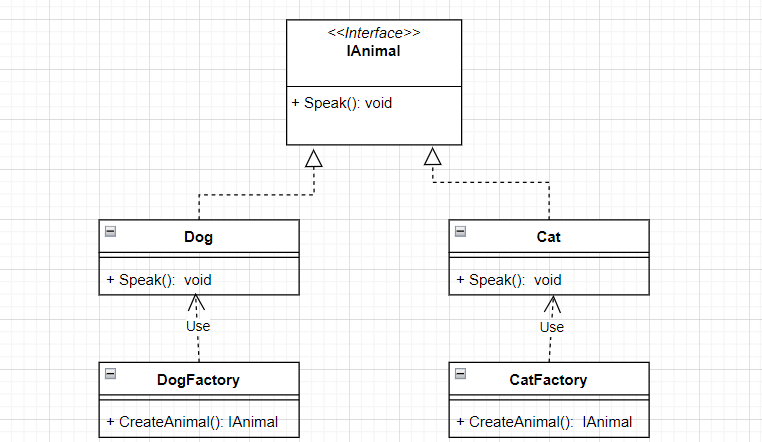 <<Interface>>
IAnimal
+ Speak(): void
Dog
Cat
+ Speak():  void
+ Speak():  void
Use
Use
DogFactory
CatFactory
+ CreateAnimal(): IAnimal
+ CreateAnimal():  IAnimal